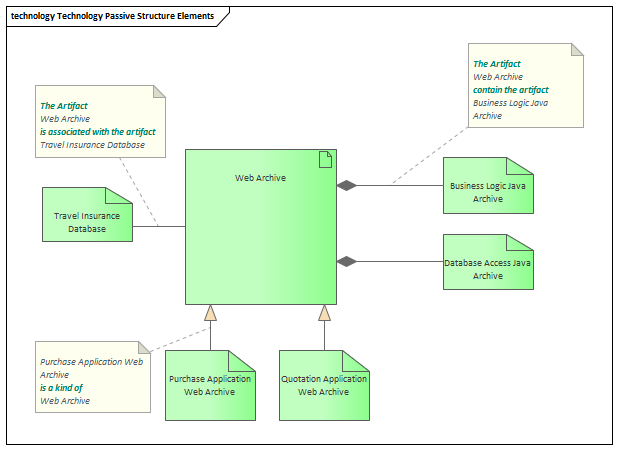 technology Technology Passive Structure Elements
The Artifact
Web Archive
contain the artifact
Business Logic Java
Archive
The Artifact
Web Archive
is associated with the artifact
Travel Insurance Database
Web Archive
Business Logic Java
Archive
Travel Insurance
Database
Database Access Java
Archive
Purchase Application Web
Archive
is a kind of
Web Archive
Purchase Application
Web Archive
Quotation Application
Web Archive